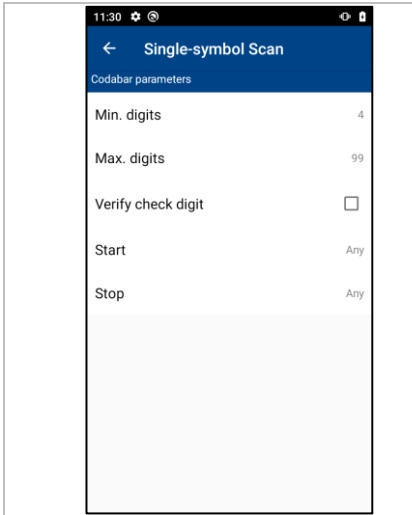 11:30
Single-symbol Scan
Codabar parameters
Min. digits 4
Max. digits 99
Verify check digit
Start Any
Stop Any